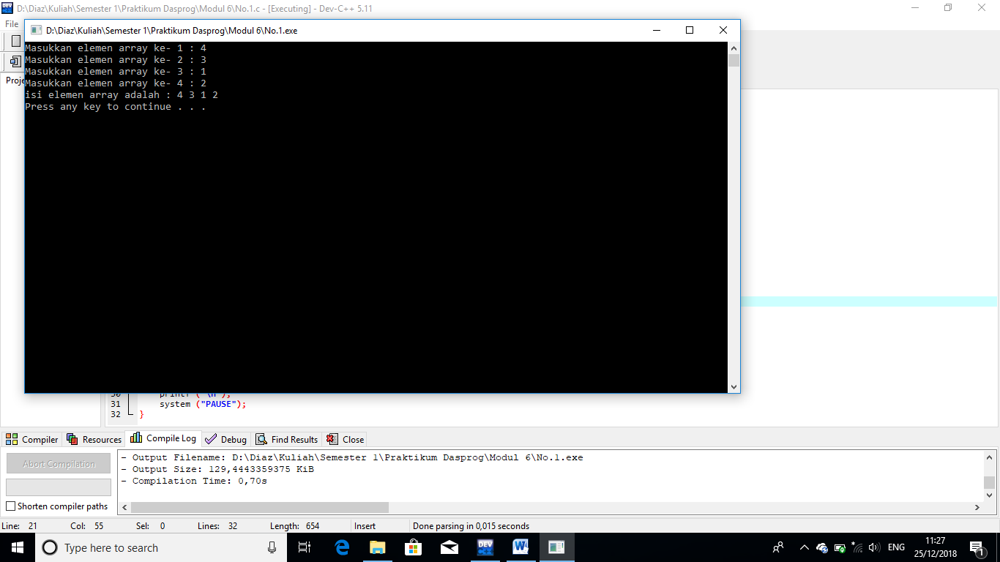 D:\Diaz\Kuliah\Semester 1\Praktikum Dasprog\Modul 6\No.1.c - [Executing] - Dev-C++ 5.11
File
D:\Diaz\Kuliah\Semester 1\Praktikum Dasprog\Modul 6\No.1.exe
Masukkan elemen array ke- 1 : 4
Masukkan elemen array ke- 2 : 3
Masukkan elemen array ke- 3 : 1
Masukkan elemen array ke- 4 : 2
isi elemen array adalah : 4 3 1 2
Press any key to continue . . .
Proje
30 printf ("\n");
31 system ("PAUSE");
32 }
Compiler Resources Compile Log Debug Find Results Close
Abort Compilation
Shorten compiler paths
- Output Filename: D:\Diaz\Kuliah\Semester 1\Praktikum Dasprog\Modul 6\No.1.exe
- Output Size: 129,4443359375 KiB
- Compilation Time: 0,70s
Line: 21 Col: 55 Sel: 0 Lines: 32 Length: 654 Insert Done parsing in 0,015 seconds
Type here to search
DEV
ENG
11:27
25/12/2018
1